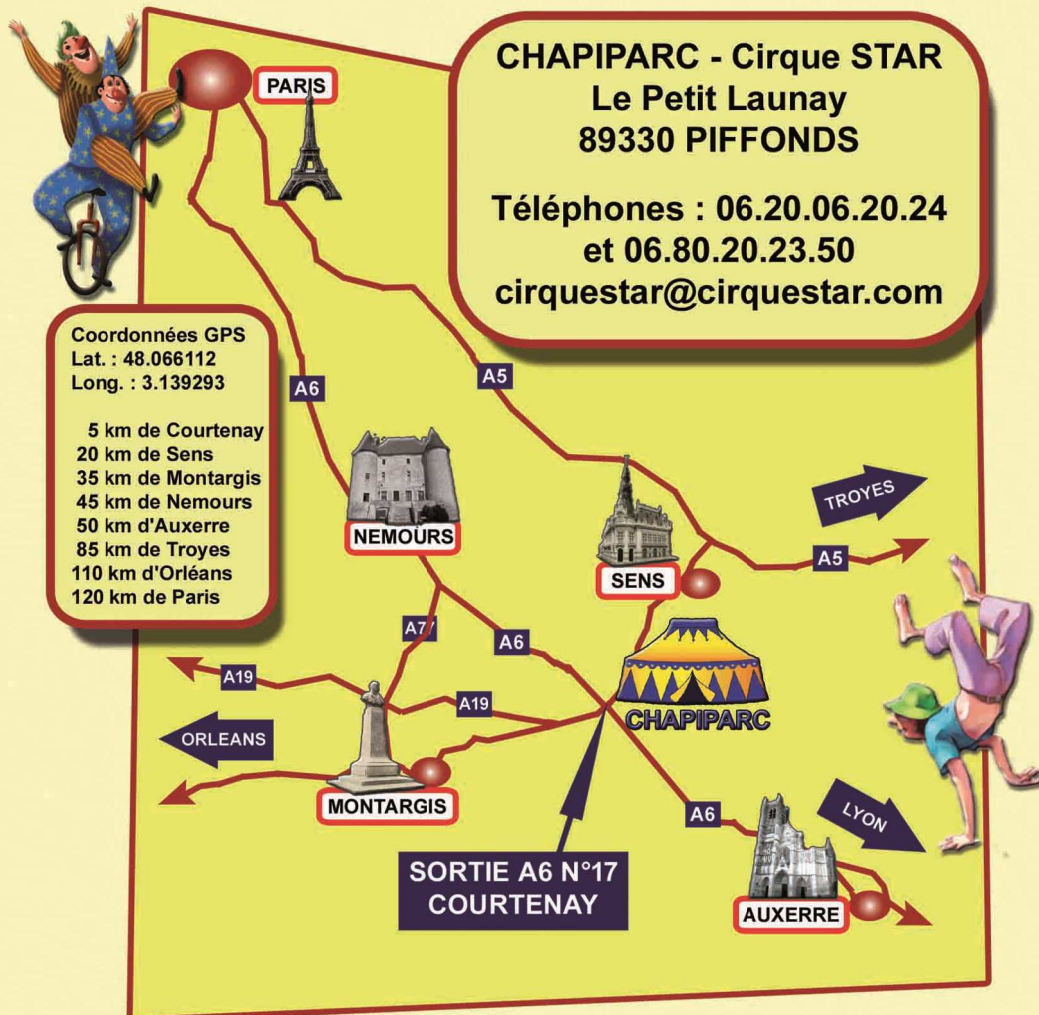 PARIS
CHAPIPARC - Cirque STAR
Le Petit Launay
89330 PIFFONDS
Téléphones : 06.20.06.20.24
et 06.80.20.23.50
cirquestar@cirquestar.com
Coordonnées GPS
Lat. : 48.066112
Long. : 3.139293
5 km de Courtenay
20 km de Sens
35 km de Montargis
45 km de Nemours
50 km d'Auxerre
85 km de Troyes
110 km d'Orléans
120 km de Paris
A6
A5
NEMOURS
TROYES
SENS
A5
A77
A6
A19
A19
CHAPIPARC
ORLEANS
MONTARGIS
A6
LYON
SORTIE A6 N°17
COURTENAY
AUXERRE